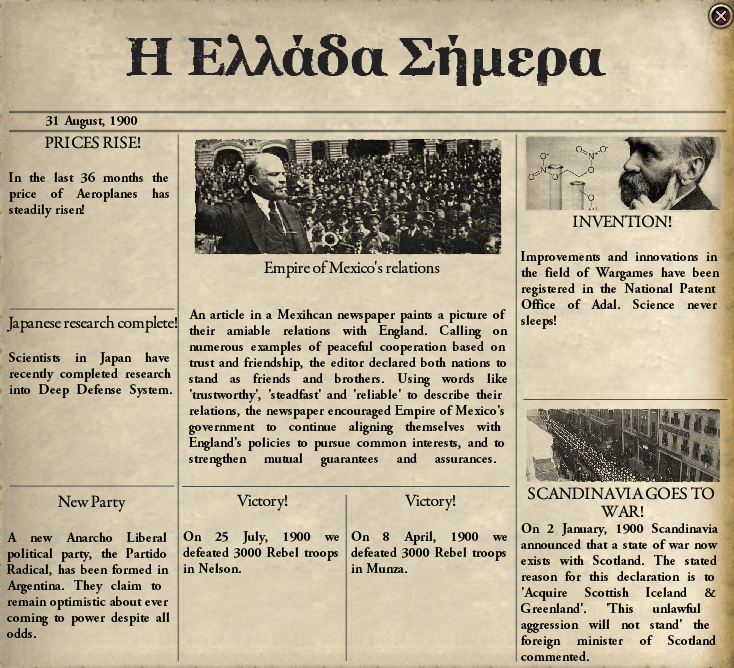 Η Ελλάδα Σήμερα
31 August, 1900
PRICES RISE!
In the last 36 months the
price of Aeroplanes has
steadily risen!
Japanese research complete!
Scientists in Japan have
recently completed research
into Deep Defense System.
New Party
A new Anarcho Liberal
political party, the Partido
Radical, has been formed in
Argentina. They claim to
remain optimistic about ever
coming to power despite all
odds.
Empire of Mexico's relations
An article in a Mexihcan newspaper paints a picture of
their amiable relations with England. Calling on
numerous examples of peaceful cooperation based on
trust and friendship, the editor declared both nations to
stand as friends and brothers. Using words like
'trustworthy', 'steadfast' and 'reliable' to describe their
relations, the newspaper encouraged Empire of Mexico's
government to continue aligning themselves with
England's policies to pursue common interests, and to
strengthen mutual guarantees and assurances.
Victory!
On 25 July, 1900 we
defeated 3000 Rebel troops
in Nelson.
Victory!
On 8 April, 1900 we
defeated 3000 Rebel troops
in Munza.
INVENTION!
Improvements and innovations in
the field of Wargames have been
registered in the National Patent
Office of Adal. Science never
sleeps!
SCANDINAVIA GOES TO
WAR!
On 2 January, 1900 Scandinavia
announced that a state of war now
exists with Scotland. The stated
reason for this declaration is to
'Acquire Scottish Iceland &
Greenland'. 'This unlawful
aggression will not stand' the
foreign minister of Scotland
commented.